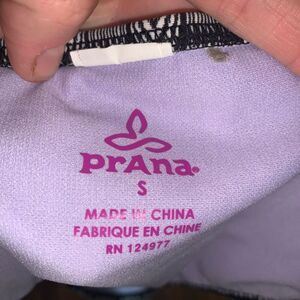 prAna
S
MADE IN CHINA
FABRIQUE EN CHINE
RN 124977